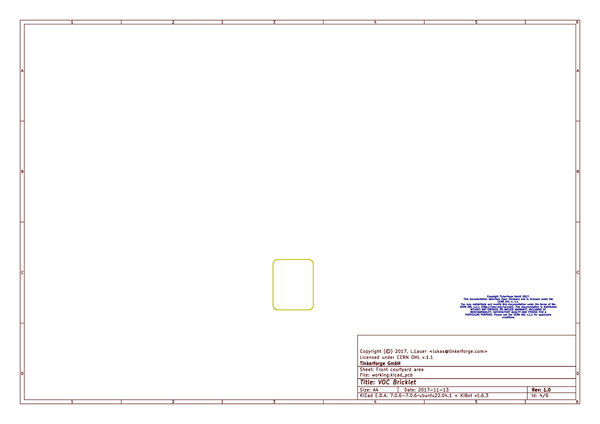 1 2 3 4 5 6
A A
B B
C C
Copyright Tinkerforge GmbH 2017.
This documentation describes Open Hardware and is licensed under the
CERN OHL v. 1.1.
You may redistribute and modify this documentation under the terms of the
CERN OHL v.1.1. (http://ohwr.org/cernohl). This documentation is distributed
WITHOUT ANY EXPRESS OR IMPLIED WARRANTY, INCLUDING OF
MERCHANTABILITY, SATISFACTORY QUALITY AND FITNESS FOR A
PARTICULAR PURPOSE. Please see the CERN OHL v.1.1 for applicable
conditions
Copyright (©) 2017, L.Lauer <lukas@tinkerforge.com>
Licensed under CERN OHL v.1.1
Tinkerforge GmbH
Sheet: Front courtyard area
File: working.kicad_pcb
D D
Title: VOC Bricklet
Size: A4 Date: 2017-11-13 Rev: 1.0
KiCad E.D.A. 7.0.6-7.0.6~ubuntu22.04.1 + KiBot v1.6.3 Id: 4/6
1 2 3 4 5 6